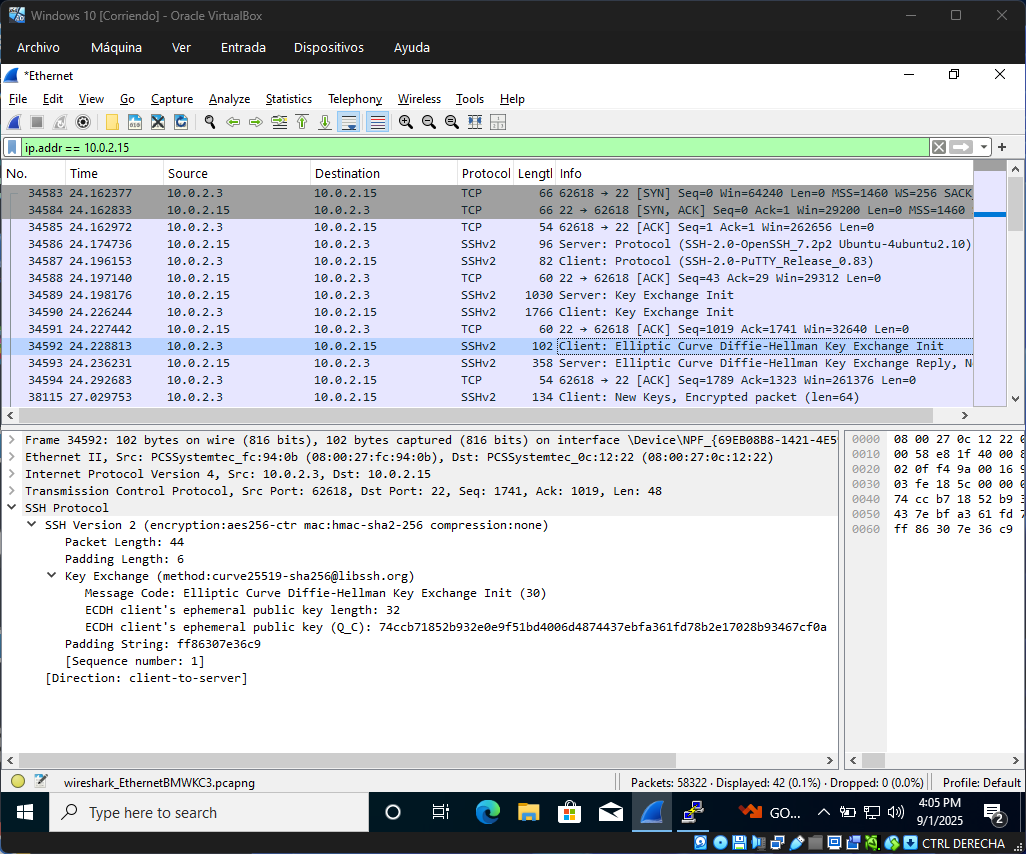 Windows 10 [Corriendo] - Oracle VirtualBox
Archivo Máquina Ver Entrada Dispositivos Ayuda
*Ethernet
File Edit View Go Capture Analyze Statistics Telephony Wireless Tools Help
ip.addr == 10.0.2.15
No. Time Source Destination Protocol Lengtl Info
34583 24.162377 10.0.2.3 10.0.2.15 TCP 66 62618 → 22 [SYN] Seq=0 Win=64240 Len=0 MSS=1460 WS=256 SACK
34584 24.162833 10.0.2.15 10.0.2.3 TCP 66 22 → 62618 [SYN, ACK] Seq=0 Ack=1 Win=29200 Len=0 MSS=1460
34585 24.162972 10.0.2.3 10.0.2.15 TCP 54 62618 → 22 [ACK] Seq=1 Ack=1 Win=262656 Len=0
34586 24.174736 10.0.2.15 10.0.2.3 SSHv2 96 Server: Protocol (SSH-2.0-OpenSSH_7.2p2 Ubuntu-4ubuntu2.10)
34587 24.196153 10.0.2.3 10.0.2.15 SSHv2 82 Client: Protocol (SSH-2.0-PuTTY_Release_0.83)
34588 24.197140 10.0.2.15 10.0.2.3 TCP 60 22 → 62618 [ACK] Seq=43 Ack=29 Win=29312 Len=0
34589 24.198176 10.0.2.15 10.0.2.3 SSHv2 1030 Server: Key Exchange Init
34590 24.226244 10.0.2.3 10.0.2.15 SSHv2 1766 Client: Key Exchange Init
34591 24.227442 10.0.2.15 10.0.2.3 TCP 60 22 → 62618 [ACK] Seq=1019 Ack=1741 Win=32640 Len=0
34592 24.228813 10.0.2.3 10.0.2.15 SSHv2 102 Client: Elliptic Curve Diffie-Hellman Key Exchange Init
34593 24.236231 10.0.2.15 10.0.2.3 SSHv2 358 Server: Elliptic Curve Diffie-Hellman Key Exchange Reply, N
34594 24.292683 10.0.2.3 10.0.2.15 TCP 54 62618 → 22 [ACK] Seq=1789 Ack=1323 Win=261376 Len=0
38115 27.029753 10.0.2.3 10.0.2.15 SSHv2 134 Client: New Keys, Encrypted packet (len=64)
Frame 34592: 102 bytes on wire (816 bits), 102 bytes captured (816 bits) on interface \Device\NPF_{69EB08B8-1421-4E5
Ethernet II, Src: PCSSystemtec_fc:94:0b (08:00:27:fc:94:0b), Dst: PCSSystemtec_0c:12:22 (08:00:27:0c:12:22)
Internet Protocol Version 4, Src: 10.0.2.3, Dst: 10.0.2.15
Transmission Control Protocol, Src Port: 62618, Dst Port: 22, Seq: 1741, Ack: 1019, Len: 48
SSH Protocol
SSH Version 2 (encryption:aes256-ctr mac:hmac-sha2-256 compression:none)
Packet Length: 44
Padding Length: 6
Key Exchange (method:curve25519-sha256@libssh.org)
Message Code: Elliptic Curve Diffie-Hellman Key Exchange Init (30)
ECDH client's ephemeral public key length: 32
ECDH client's ephemeral public key (Q_C): 74ccb71852b932e0e9f51bd4006d4874437ebfa361fd78b2e17028b93467cf0a
Padding String: ff86307e36c9
[Sequence number: 1]
[Direction: client-to-server]
0000 08 00 27 0c 12 22 0
0010 00 58 e8 1f 40 00 8
0020 02 0f f4 9a 00 16 9
0030 03 fe 18 5c 00 00 0
0040 74 cc b7 18 52 b9 3
0050 43 7e bf a3 61 fd 7
0060 ff 86 30 7e 36 c9
wireshark_EthernetBMWKC3.pcapng
Packets: 58322 · Displayed: 42 (0.1%) · Dropped: 0 (0.0%)
Profile: Default
Type here to search
GO...
4:05 PM
9/1/2025
2
CTRL DERECHA